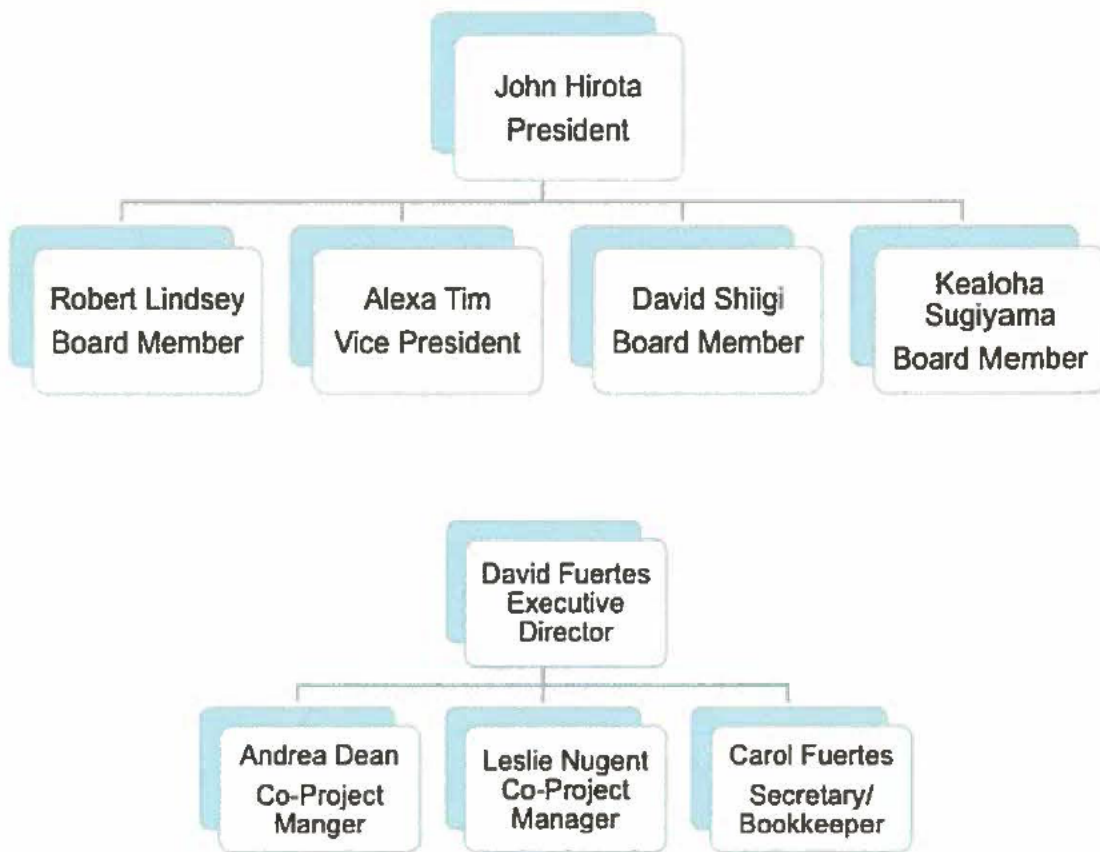 John Hirota
President
Robert Lindsey
Board Member
Alexa Tim
Vice President
David Shiigi
Board Member
Kealoha
Sugiyama
Board Member
David Fuertes
Executive
Director
Andrea Dean
Co-Project
Manger
Leslie Nugent
Co-Project
Manager
Carol Fuertes
Secretary/
Bookkeeper